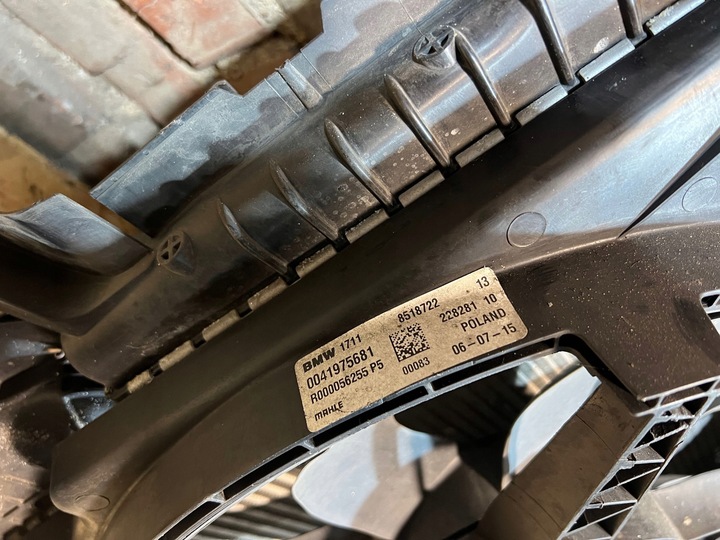 BMW 1711 8518722 13
0041975681 228281 10
R000056255 P5 POLAND
MAHLE 00083 06-07-15